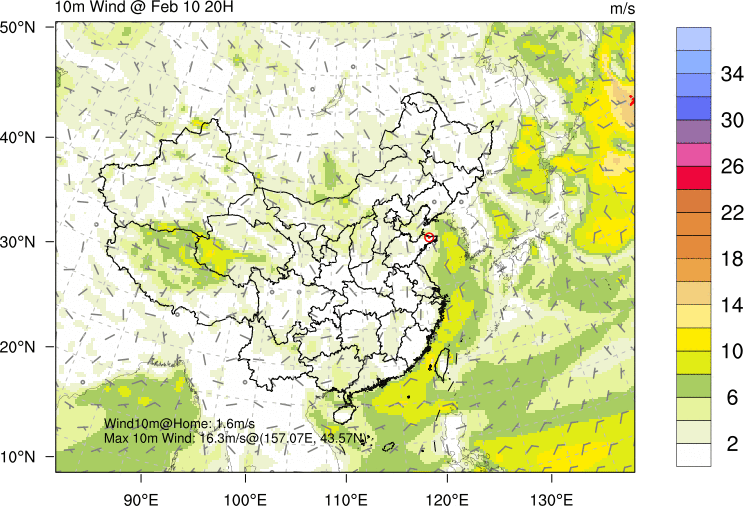 10m Wind @ Feb 10 20H
m/s
50°N
40°N
30°N
20°N
10°N
Wind10m@Home: 1.6m/s
Max 10m Wind: 16.3m/s@(157.07E, 43.57N)
90°E 100°E 110°E 120°E 130°E
34
30
26
22
18
14
10
6
2